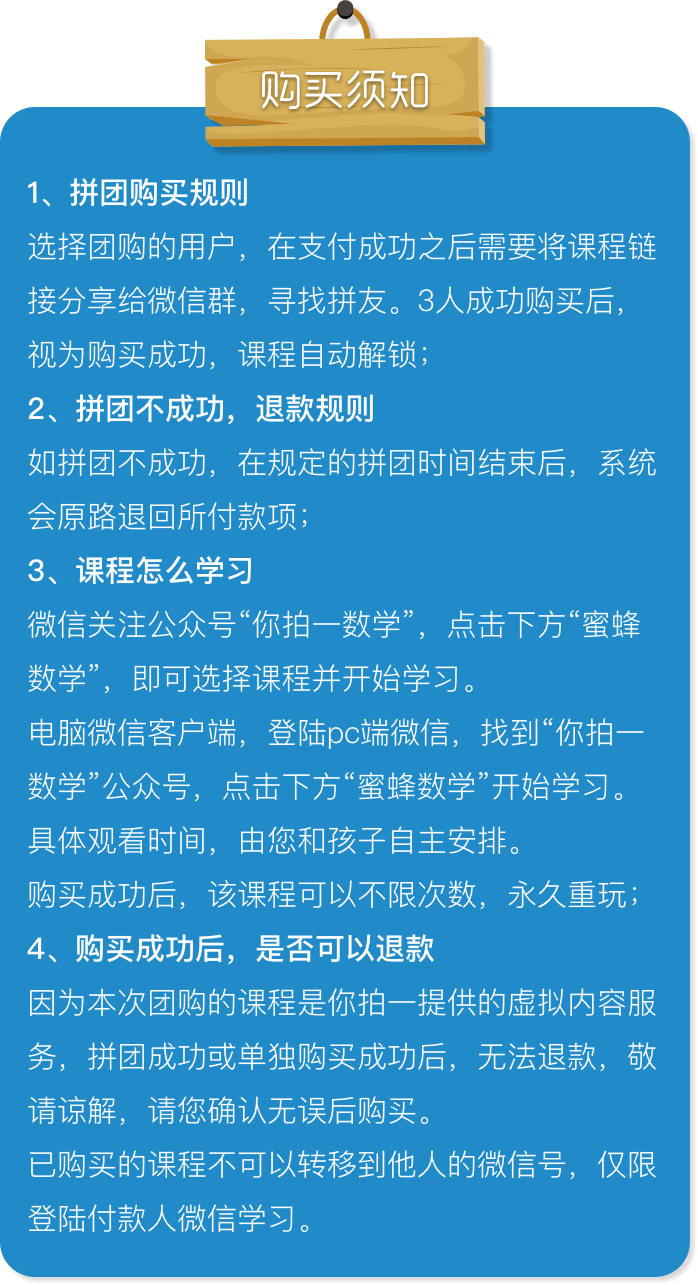 购买须知
1、拼团购买规则
选择团购的用户，在支付成功之后需要将课程链
接分享给微信群，寻找拼友。3人成功购买后，
视为购买成功，课程自动解锁；
2、拼团不成功，退款规则
如拼团不成功，在规定的拼团时间结束后，系统
会原路退回所付款项；
3、课程怎么学习
微信关注公众号“你拍一数学”，点击下方“蜜蜂
数学”，即可选择课程并开始学习。
电脑微信客户端，登陆pc端微信，找到“你拍一
数学”公众号，点击下方“蜜蜂数学”开始学习。
具体观看时间，由您和孩子自主安排。
购买成功后，该课程可以不限次数，永久重玩；
4、购买成功后，是否可以退款
因为本次团购的课程是你拍一提供的虚拟内容服
务，拼团成功或单独购买成功后，无法退款，敬
请谅解，请您确认无误后购买。
已购买的课程不可以转移到他人的微信号，仅限
登陆付款人微信学习。